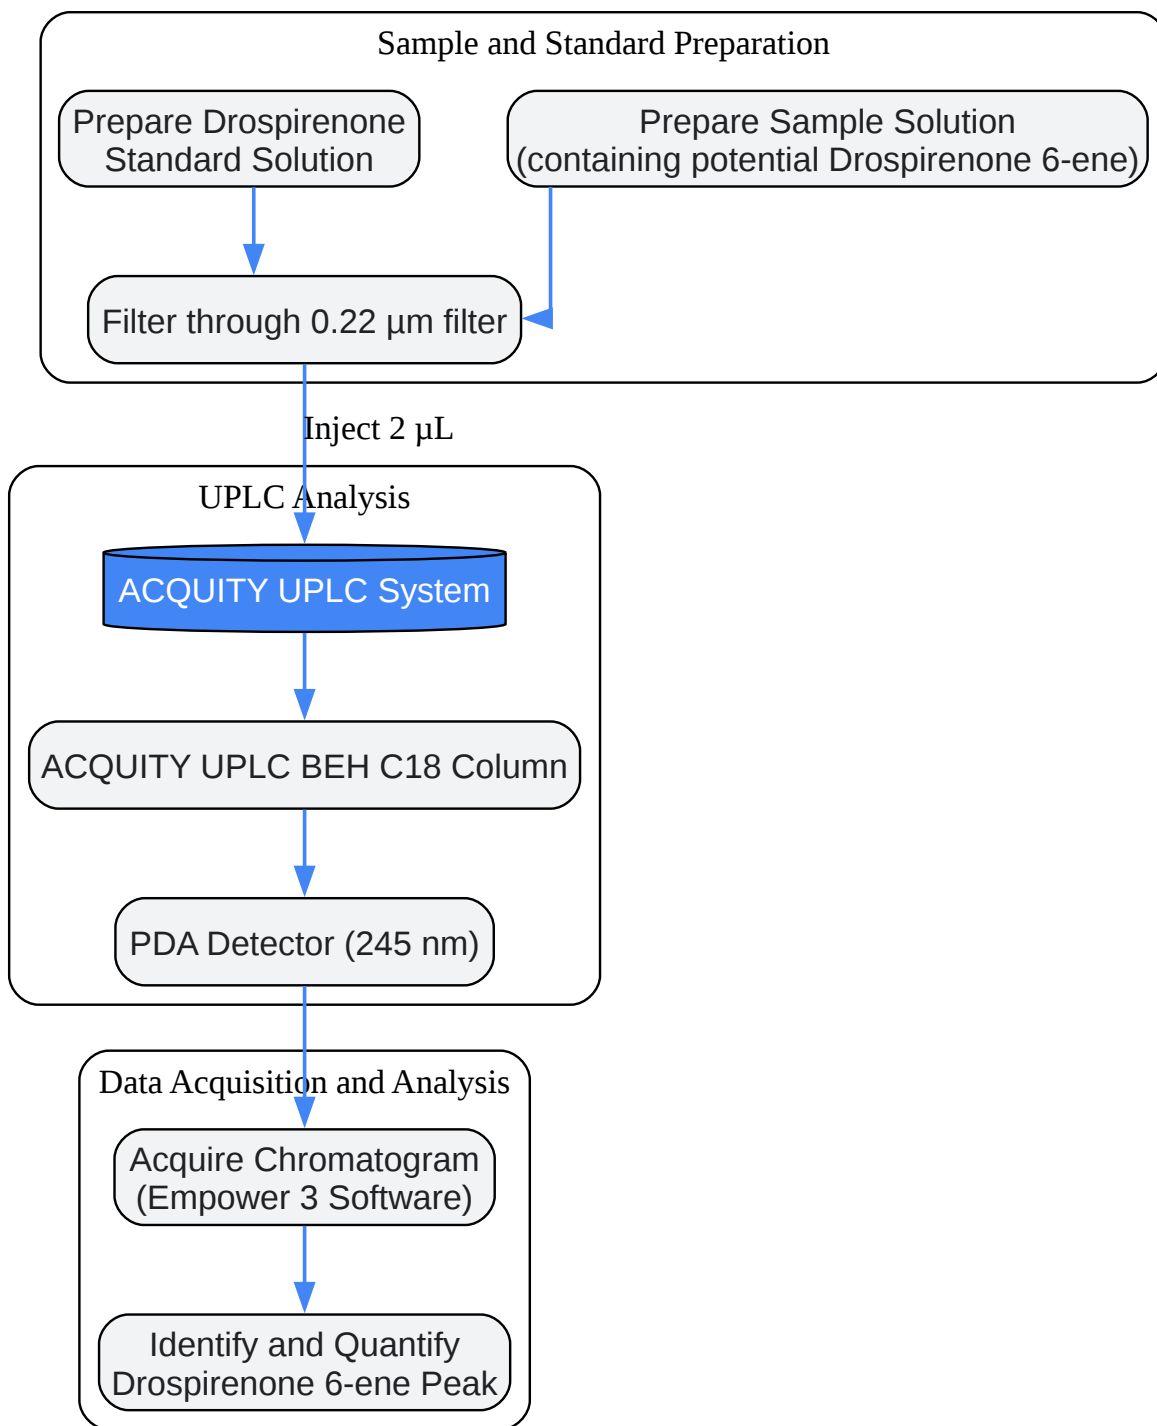 Sample and Standard Preparation
Prepare Drospirenone
Standard Solution
Prepare Sample Solution
(containing potential Drospirenone 6-ene)
Filter through 0.22 µm filter
Inject 2 µL
UPLC Analysis
ACQUITY UPLC System
ACQUITY UPLC BEH C18 Column
PDA Detector (245 nm)
Data Acquisition and Analysis
Acquire Chromatogram
(Empower 3 Software)
Identify and Quantify
Drospirenone 6-ene Peak